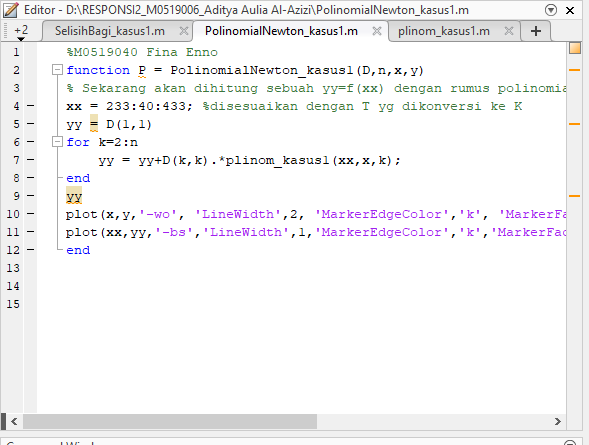 Editor - D:\RESPONSI2_M0519006_Aditya Aulia Al-Azizi\PolinomialNewton_kasus1.m
+2 SelisihBagi_kasus1.m PolinomialNewton_kasus1.m plinom_kasus1.m +
1 %M0519040 Fina Enno
2 function P = PolinomialNewton_kasus1(D,n,x,y)
3 % Sekarang akan dihitung sebuah yy=f(xx) dengan rumus polinomia
4 – xx = 233:40:433; %disesuaikan dengan T yg dikonversi ke K
5 – yy = D(1,1)
6 – for k=2:n
7 – yy = yy+D(k,k).*plinom_kasus1(xx,x,k);
8 – end
9 – yy
10 – plot(x,y,'-wo', 'LineWidth',2, 'MarkerEdgeColor','k', 'MarkerFa
11 – plot(xx,yy,'-bs','LineWidth',1,'MarkerEdgeColor','k','MarkerFac
12 – end
13
14
15